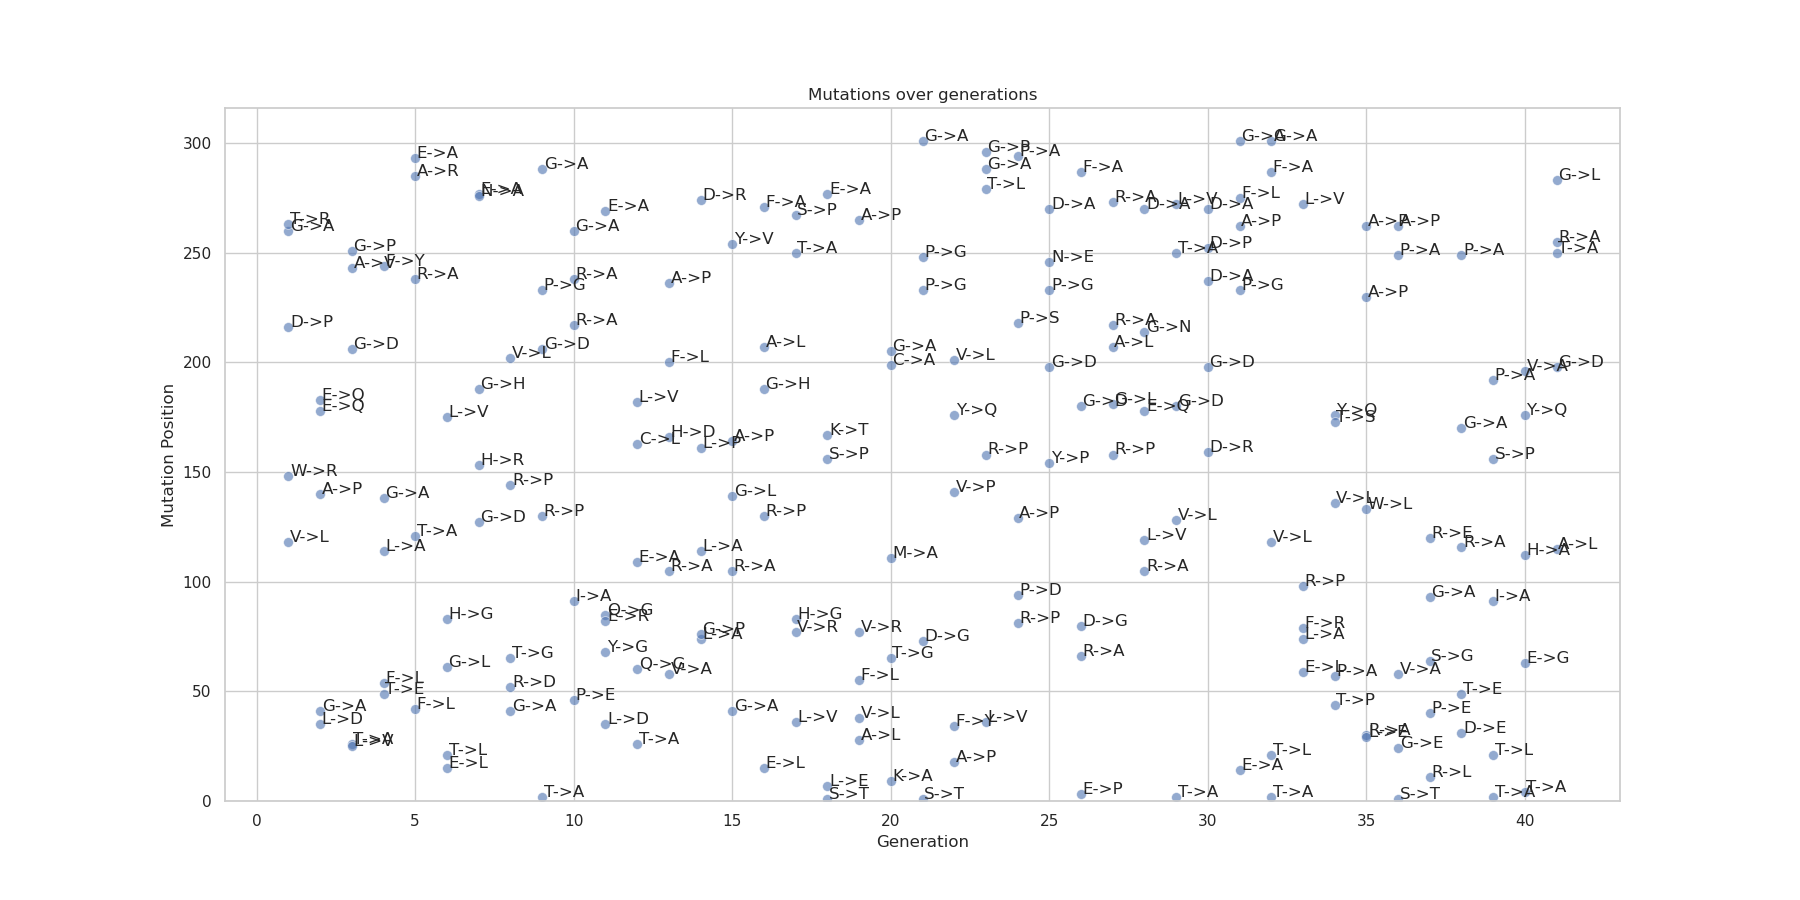 Mutations over generations
300
250
200
150
100
50
0
Mutation Position
0 5 10 15 20 25 30 35 40
Generation
T->R
G->A
D->P
W->R
V->L
E->Q
E->Q
A->P
G->A
L->D
G->P
A->V
G->D
T->A
L->V
F->Y
G->A
L->A
F->L
T->E
E->A
A->R
R->A
T->A
F->L
L->V
H->G
G->L
T->L
E->L
E->A
G->H
H->R
G->D
V->L
R->P
T->G
R->D
G->A
G->A
P->G
G->D
R->P
T->A
G->A
R->A
R->A
I->A
P->E
E->A
Q->G
E->R
Y->G
L->D
L->V
C->L
E->A
Q->G
T->A
A->P
F->L
H->D
R->A
V->A
D->R
L->P
L->A
G->P
L->A
Y->V
A->P
G->L
R->A
G->A
F->A
A->L
G->H
R->P
E->L
S->P
T->A
H->G
V->R
L->V
E->A
K->T
S->P
L->E
S->T
A->P
V->R
F->L
V->L
A->L
G->A
C->A
M->A
T->G
K->A
G->A
P->G
P->G
D->G
S->T
V->L
Y->Q
V->P
F->Y
A->P
G->P
G->A
T->L
R->P
L->V
P->A
P->S
A->P
P->D
R->P
D->A
N->E
P->G
G->D
Y->P
F->A
G->D
D->G
R->A
E->P
R->A
R->A
A->L
G->L
R->P
D->A
G->N
E->Q
L->V
R->A
L->V
T->A
G->D
V->L
T->A
D->A
D->P
D->A
G->D
D->R
G->A
F->L
A->P
P->G
E->A
G->A
F->A
V->L
T->L
T->A
L->V
R->P
F->R
L->A
E->L
Y->Q
T->S
V->L
P->A
T->P
A->P
A->P
W->L
R->A
L->E
A->P
P->A
V->A
G->E
S->T
R->E
G->A
S->G
P->E
R->L
P->A
G->A
R->A
T->E
D->E
P->A
S->P
I->A
T->L
T->A
V->A
Y->Q
H->A
E->G
T->A
G->L
R->A
T->A
G->D
A->L